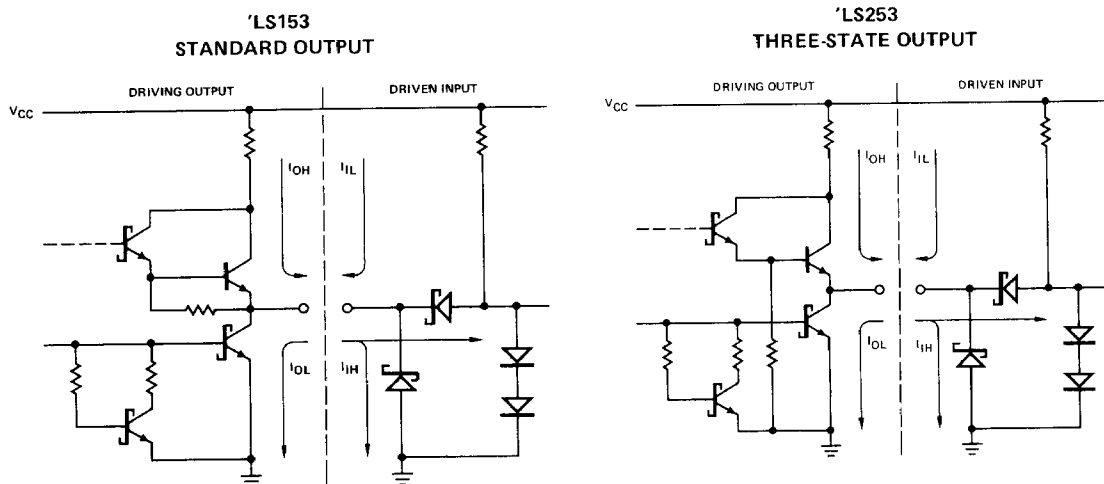 'LS153
STANDARD OUTPUT
DRIVING OUTPUT
DRIVEN INPUT
VCC
IOH
IIL
IOL
IIH
'LS253
THREE-STATE OUTPUT
DRIVING OUTPUT
DRIVEN INPUT
VCC
IOH
IIL
IOL
IIH